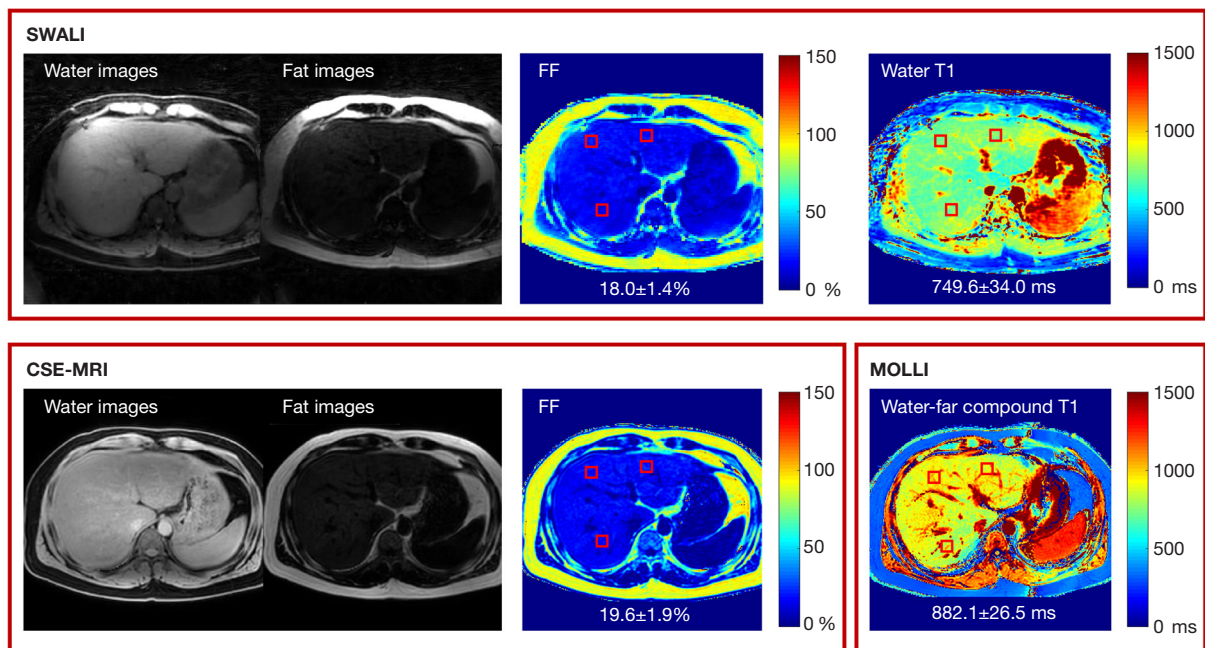 SWALI
Water images
Fat images
FF
150
100
50
0 %
18.0±1.4%
Water T1
1500
1000
500
0 ms
749.6±34.0 ms
CSE-MRI
Water images
Fat images
FF
150
100
50
0 %
19.6±1.9%
MOLLI
Water-far compound T1
1500
1000
500
0 ms
882.1±26.5 ms